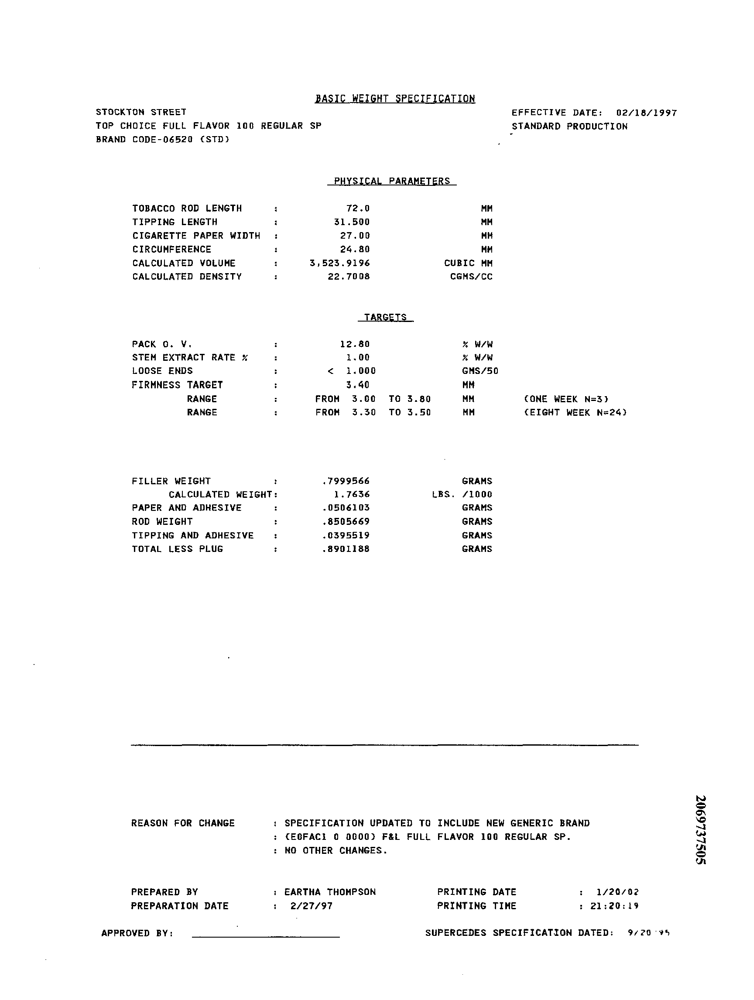 BASIC WEIGHT SPECIFICATION
STOCKTON STREET EFFECTIVE DATE: 02/18/1997
TOP CHOICE FULL FLAVOR 100 REGULAR SP STANDARD PRODUCTION
BRAND CODE-06520 (STD)
PHYSICAL PARAMETERS
TOBACCO ROD LENGTH : 72.0 MM
TIPPING LENGTH : 31.500 MM
CIGARETTE PAPER WIDTH : 27.00 MM
CIRCUMFERENCE : 24.80 MM
CALCULATED VOLUME : 3,523.9196 CUBIC MM
CALCULATED DENSITY : 22.7008 CGMS/CC
TARGETS
PACK O. V. : 12.80 % W/W
STEM EXTRACT RATE % : 1.00 % W/W
LOOSE ENDS : < 1.000 GMS/50
FIRMNESS TARGET : 3.40 MM
RANGE : FROM 3.00 TO 3.80 MM (ONE WEEK N=3)
RANGE : FROM 3.30 TO 3.50 MM (EIGHT WEEK N=24)
FILLER WEIGHT : .7999566 GRAMS
CALCULATED WEIGHT: 1.7636 LBS. /1000
PAPER AND ADHESIVE : .0506103 GRAMS
ROD WEIGHT : .8505669 GRAMS
TIPPING AND ADHESIVE : .0395519 GRAMS
TOTAL LESS PLUG : .8901188 GRAMS
REASON FOR CHANGE : SPECIFICATION UPDATED TO INCLUDE NEW GENERIC BRAND
: (E0FAC1 0 0000) F&L FULL FLAVOR 100 REGULAR SP.
: NO OTHER CHANGES.
PREPARED BY : EARTHA THOMPSON PRINTING DATE : 1/20/02
PREPARATION DATE : 2/27/97 PRINTING TIME : 21:20:19
APPROVED BY: SUPERCEDES SPECIFICATION DATED: 9/20
2069737505